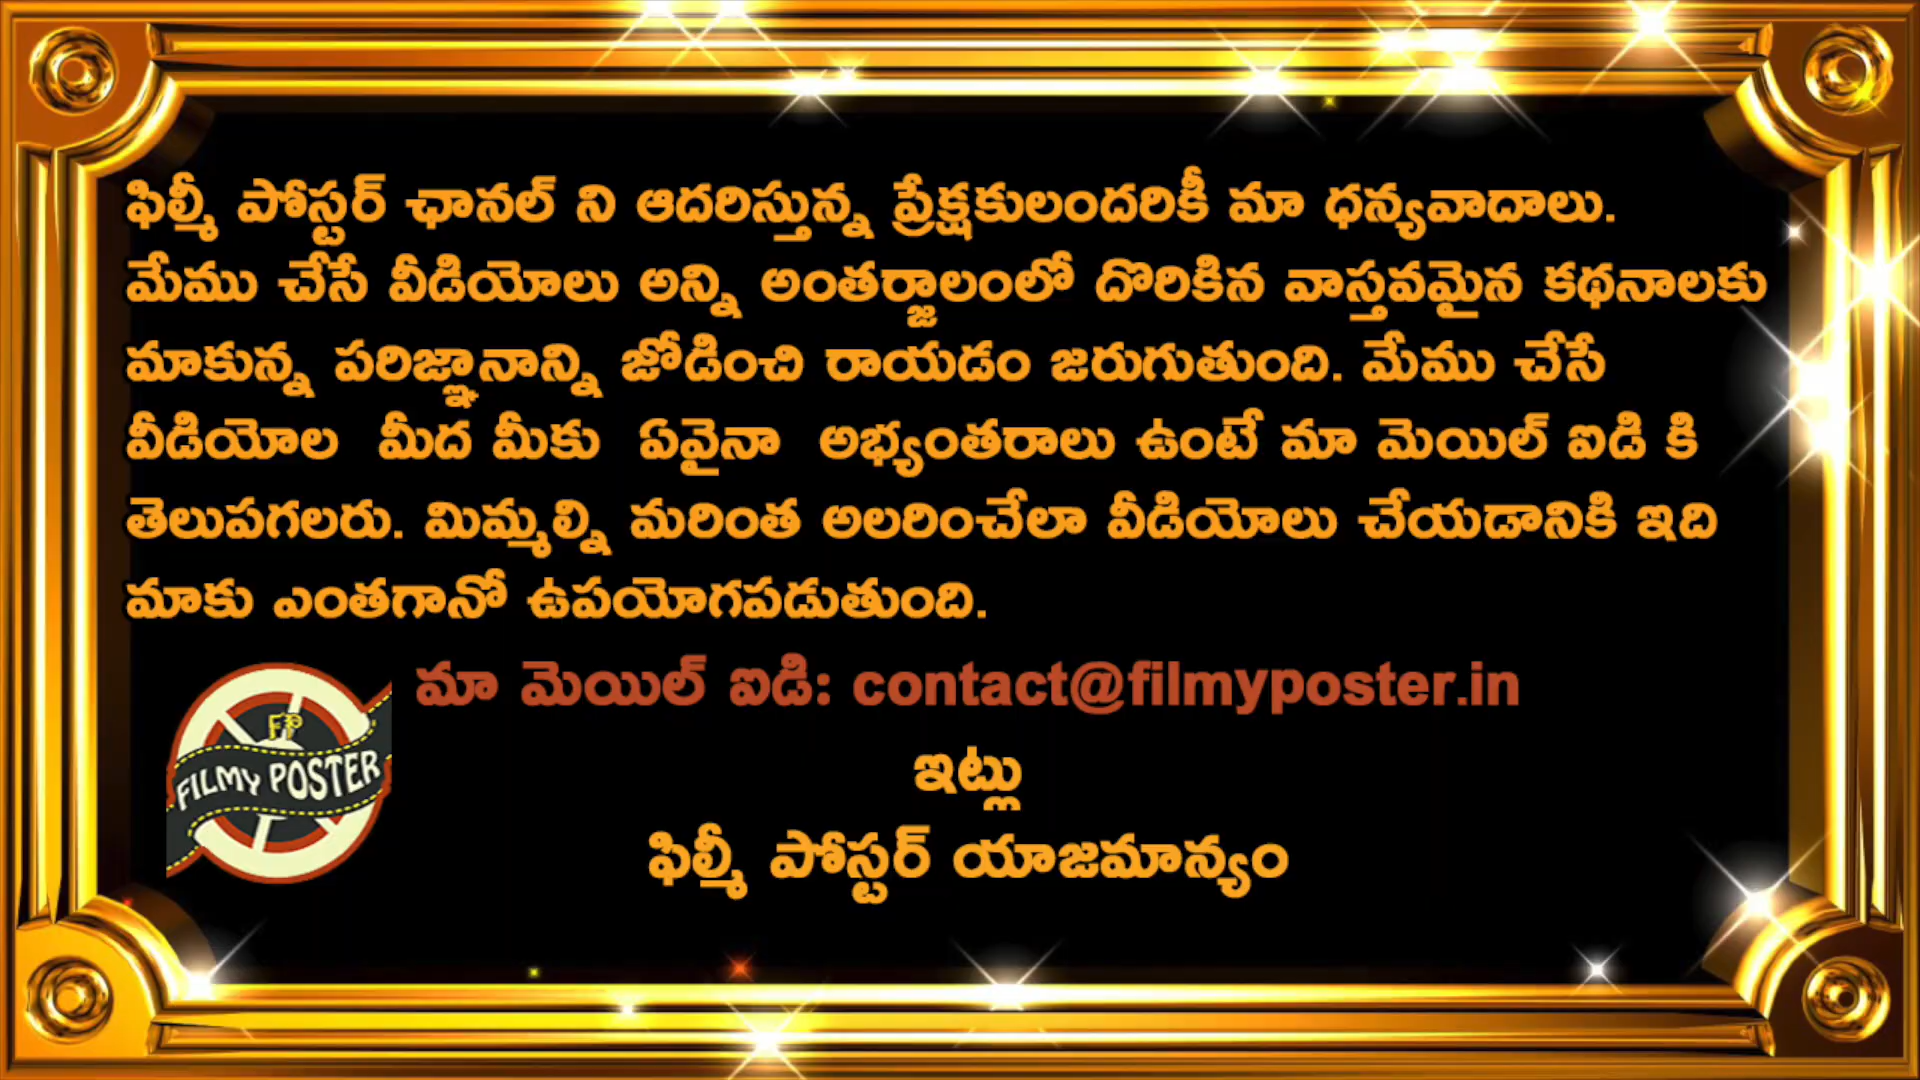 ఫిల్మీ పోస్టర్ ఛానల్ ని ఆదరిస్తున్న ప్రేక్షకులందరికీ మా ధన్యవాదాలు.
మేము చేసే వీడియోలు అన్ని అంతర్జాలంలో దొరికిన వాస్తవమైన కథనాలకు
మాకున్న పరిజ్ఞానాన్ని జోడించి రాయడం జరుగుతుంది. మేము చేసే
వీడియోల మీద మీకు ఏవైనా అభ్యంతరాలు ఉంటే మా మెయిల్ ఐడి కి
తెలుపగలరు. మిమ్మల్ని మరింత అలరించేలా వీడియోలు చేయడానికి ఇది
మాకు ఎంతగానో ఉపయోగపడుతుంది.
మా మెయిల్ ఐడి: contact@filmyposter.in
FP
FILMY POSTER
ఇట్లు
ఫిల్మీ పోస్టర్ యాజమాన్యం